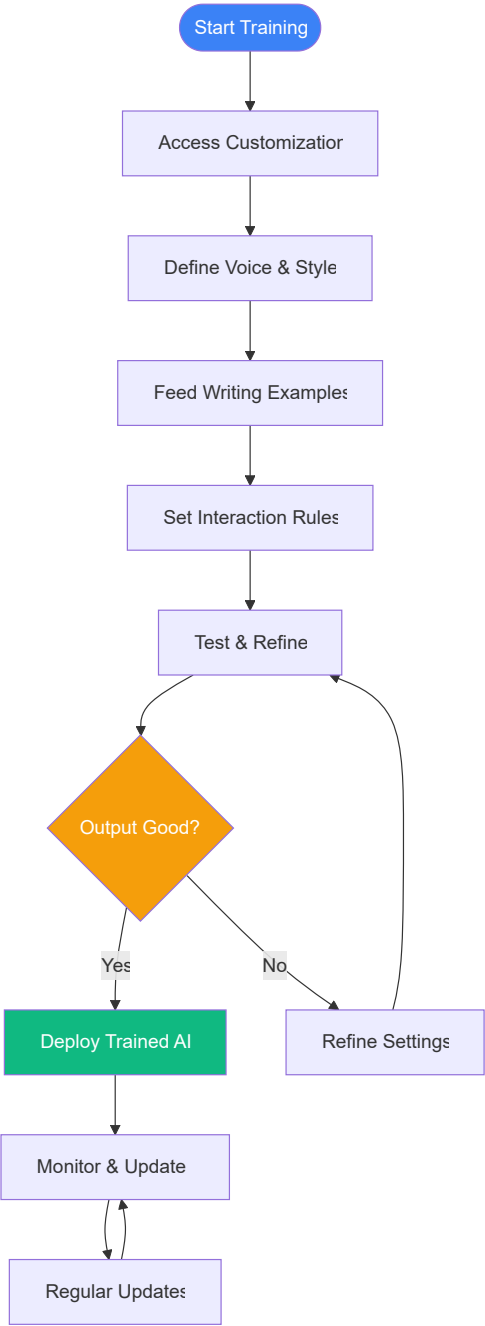 Start Training
Access Customization
Define Voice & Style
Feed Writing Examples
Set Interaction Rules
Test & Refine
Output Good?
Yes
No
Deploy Trained AI
Refine Settings
Monitor & Update
Regular Updates